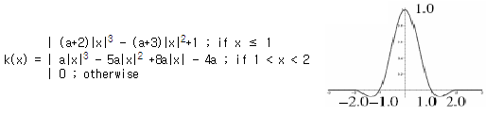 | (a+2)|x|³ - (a+3)|x|²+1 ; if x ≤ 1
k(x) = | a|x|³ - 5a|x|² +8a|x| - 4a ; if 1 < x < 2
| 0 ; otherwise
1.0
-2.0-1.0 1.0 2.0